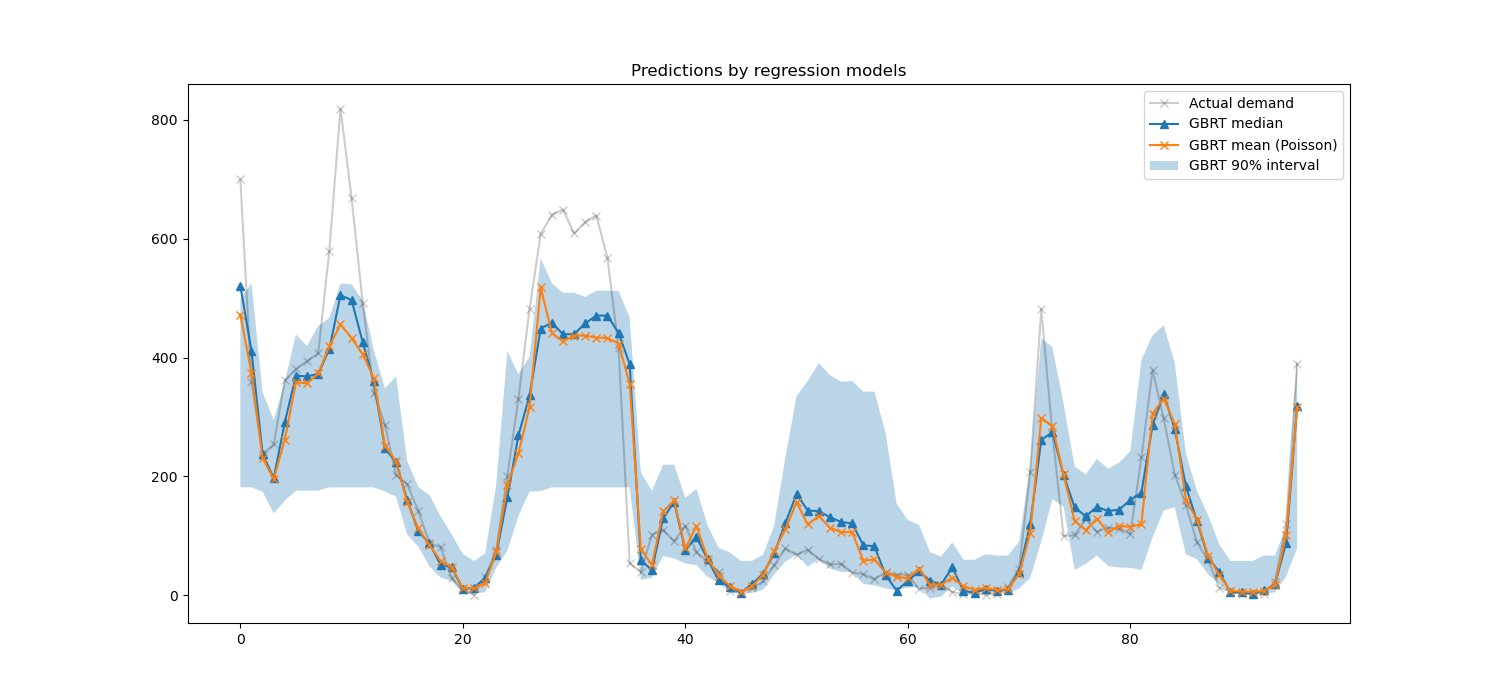 Predictions by regression models
Actual demand
GBRT median
GBRT mean (Poisson)
GBRT 90% interval
800
600
400
200
0
0 20 40 60 80